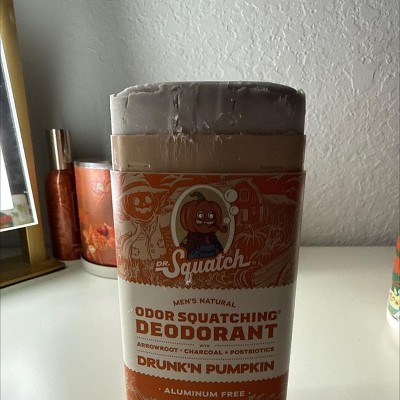 DR.
Squatch
MEN'S NATURAL
ODOR SQUATCHING®
DEODORANT
WITH
ARROWROOT • CHARCOAL • POSTBIOTICS
DRUNK'N PUMPKIN
· ALUMINUM FREE ·